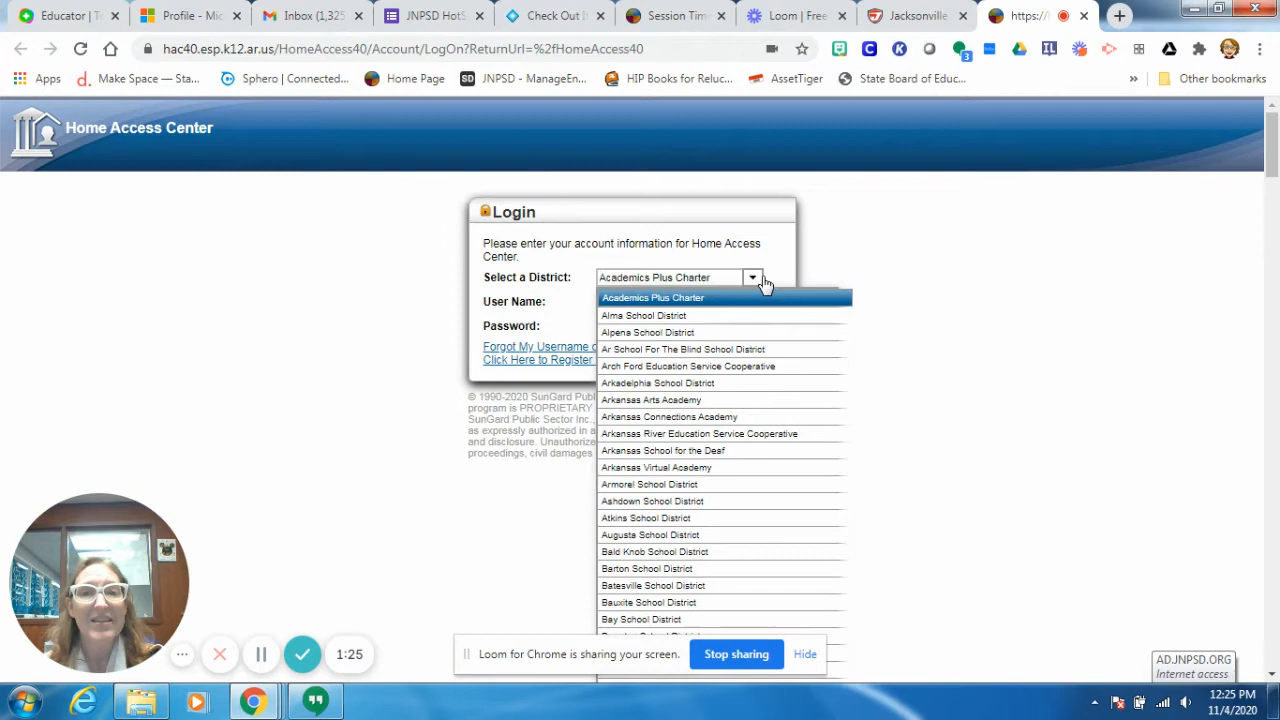 Educator | T
Profile - Mi
Inbox (1,325
JNPSD HaltS
Check Out -
Session Tim
Loom | Free
Jacksonville
https://
hac40.esp.k12.ar.us/HomeAccess40/Account/LogOn?ReturnUrl=%2fHomeAccess40
3
Apps
Make Space — Sta...
Sphero | Connected...
Home Page
JNPSD - ManageEn...
HIP Books for Reluc...
AssetTiger
State Board of Educ...
»
Other bookmarks
Home Access Center
Login
Please enter your account information for Home Access
Center.
Select a District:
Academics Plus Charter
User Name:
Password:
Forgot My Username
Click Here to Register
© 1990-2020 SunGard Publ
program is PROPRIETARY
SunGard Public Sector Inc.,
as expressly authorized in a
and disclosure. Unauthorize
proceedings, civil damages
Academics Plus Charter
Alma School District
Alpena School District
Ar School For The Blind School District
Arch Ford Education Service Cooperative
Arkadelphia School District
Arkansas Arts Academy
Arkansas Connections Academy
Arkansas River Education Service Cooperative
Arkansas School for the Deaf
Arkansas Virtual Academy
Armorel School District
Ashdown School District
Atkins School District
Augusta School District
Bald Knob School District
Barton School District
Batesville School District
Bauxite School District
Bay School District
1:25
Loom for Chrome is sharing your screen.
Stop sharing
Hide
AD.JNPSD.ORG
Internet access
12:25 PM
11/4/2020